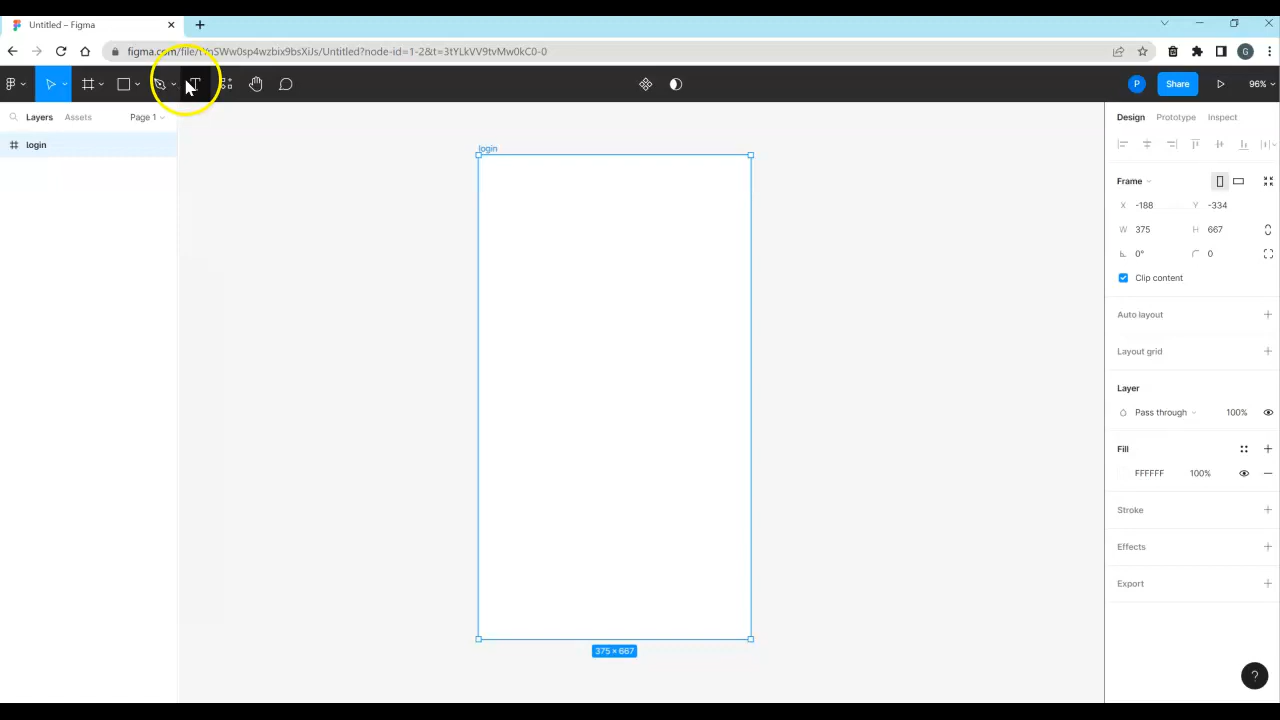 Untitled – Figma
figma.com/file/
sSWw0sp4wzbix9bsXiJs/Untitled?node-id=1-2&t=3tYLkVV9tvMw0kC0-0
G
P
Share
96%
Layers
Assets
Page 1
login
login
375 × 667
Design
Prototype
Inspect
Frame
X -188
Y -334
W 375
H 667
0°
0
Clip content
Auto layout
Layout grid
Layer
Pass through
100%
Fill
FFFFFF
100%
Stroke
Effects
Export
?